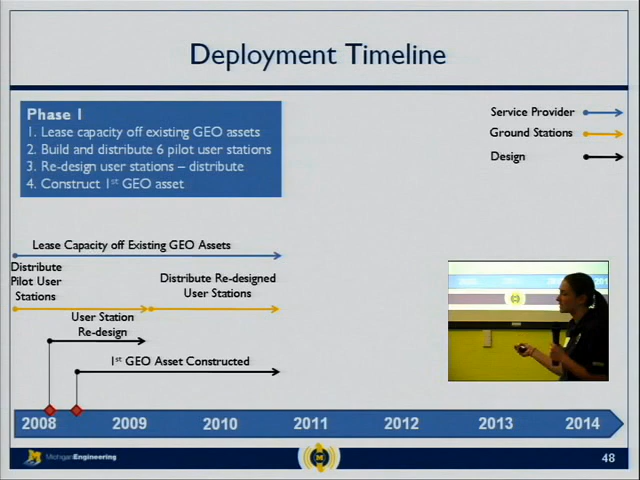 Deployment Timeline
Phase 1
1. Lease capacity off existing GEO assets
2. Build and distribute 6 pilot user stations
3. Re-design user stations – distribute
4. Construct 1st GEO asset
Service Provider
Ground Stations
Design
Lease Capacity off Existing GEO Assets
Distribute
Pilot User
Stations
Distribute Re-designed
User Stations
User Station
Re-design
1st GEO Asset Constructed
2008 2009 2010 2011 2012 2013 2014
M MichiganEngineering
M
48